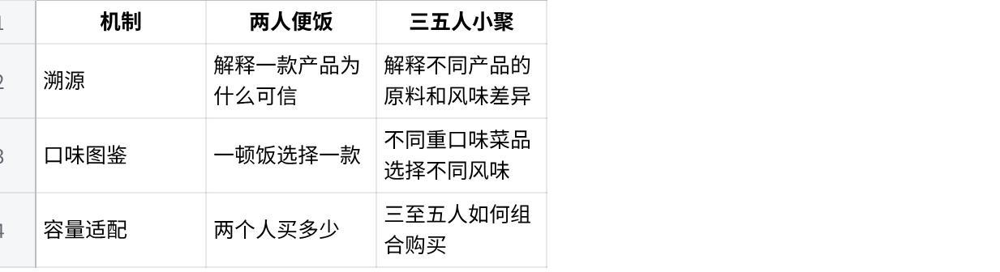 1
机制
两人便饭
三五人小聚
2
溯源
解释一款产品为
什么可信
解释不同产品的
原料和风味差异
3
口味图鉴
一顿饭选择一款
不同重口味菜品
选择不同风味
4
容量适配
两个人买多少
三至五人如何组
合购买